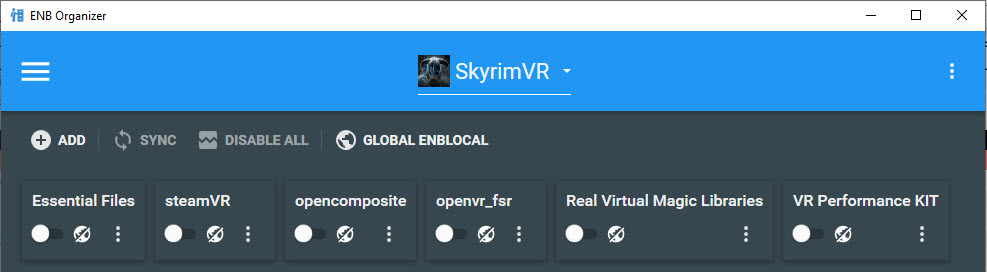 ENB Organizer
SkyrimVR
ADD SYNC DISABLE ALL GLOBAL ENBLOCAL
Essential Files steamVR opencomposite openvr_fsr Real Virtual Magic Libraries VR Performance KIT